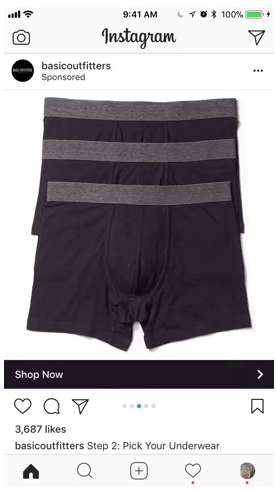 9:41 AM
100%
Instagram
basicoutfitters
Sponsored
Shop Now
3,687 likes
basicoutfitters Step 2: Pick Your Underwear